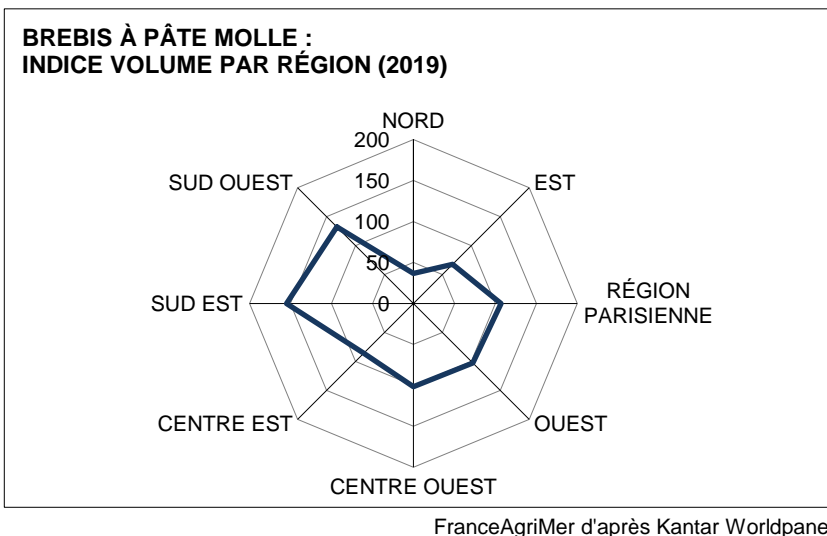 BREBIS À PÂTE MOLLE :
INDICE VOLUME PAR RÉGION (2019)
NORD
200
150
100
50
0
EST
RÉGION
PARISIENNE
OUEST
CENTRE OUEST
CENTRE EST
SUD EST
SUD OUEST
FranceAgriMer d'après Kantar Worldpane